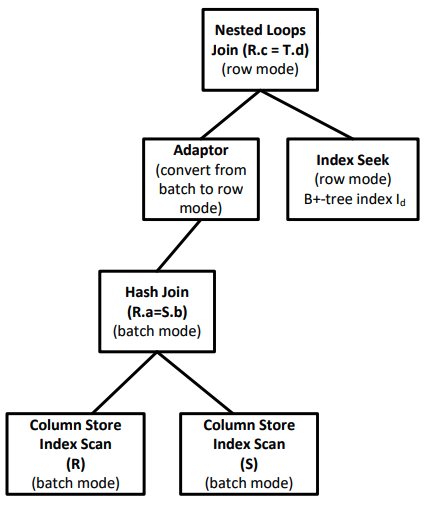 Nested Loops
Join (R.c = T.d)
(row mode)
Adaptor
(convert from
batch to row
mode)
Index Seek
(row mode)
B+-tree index I_d
Hash Join
(R.a=S.b)
(batch mode)
Column Store
Index Scan
(R)
(batch mode)
Column Store
Index Scan
(S)
(batch mode)